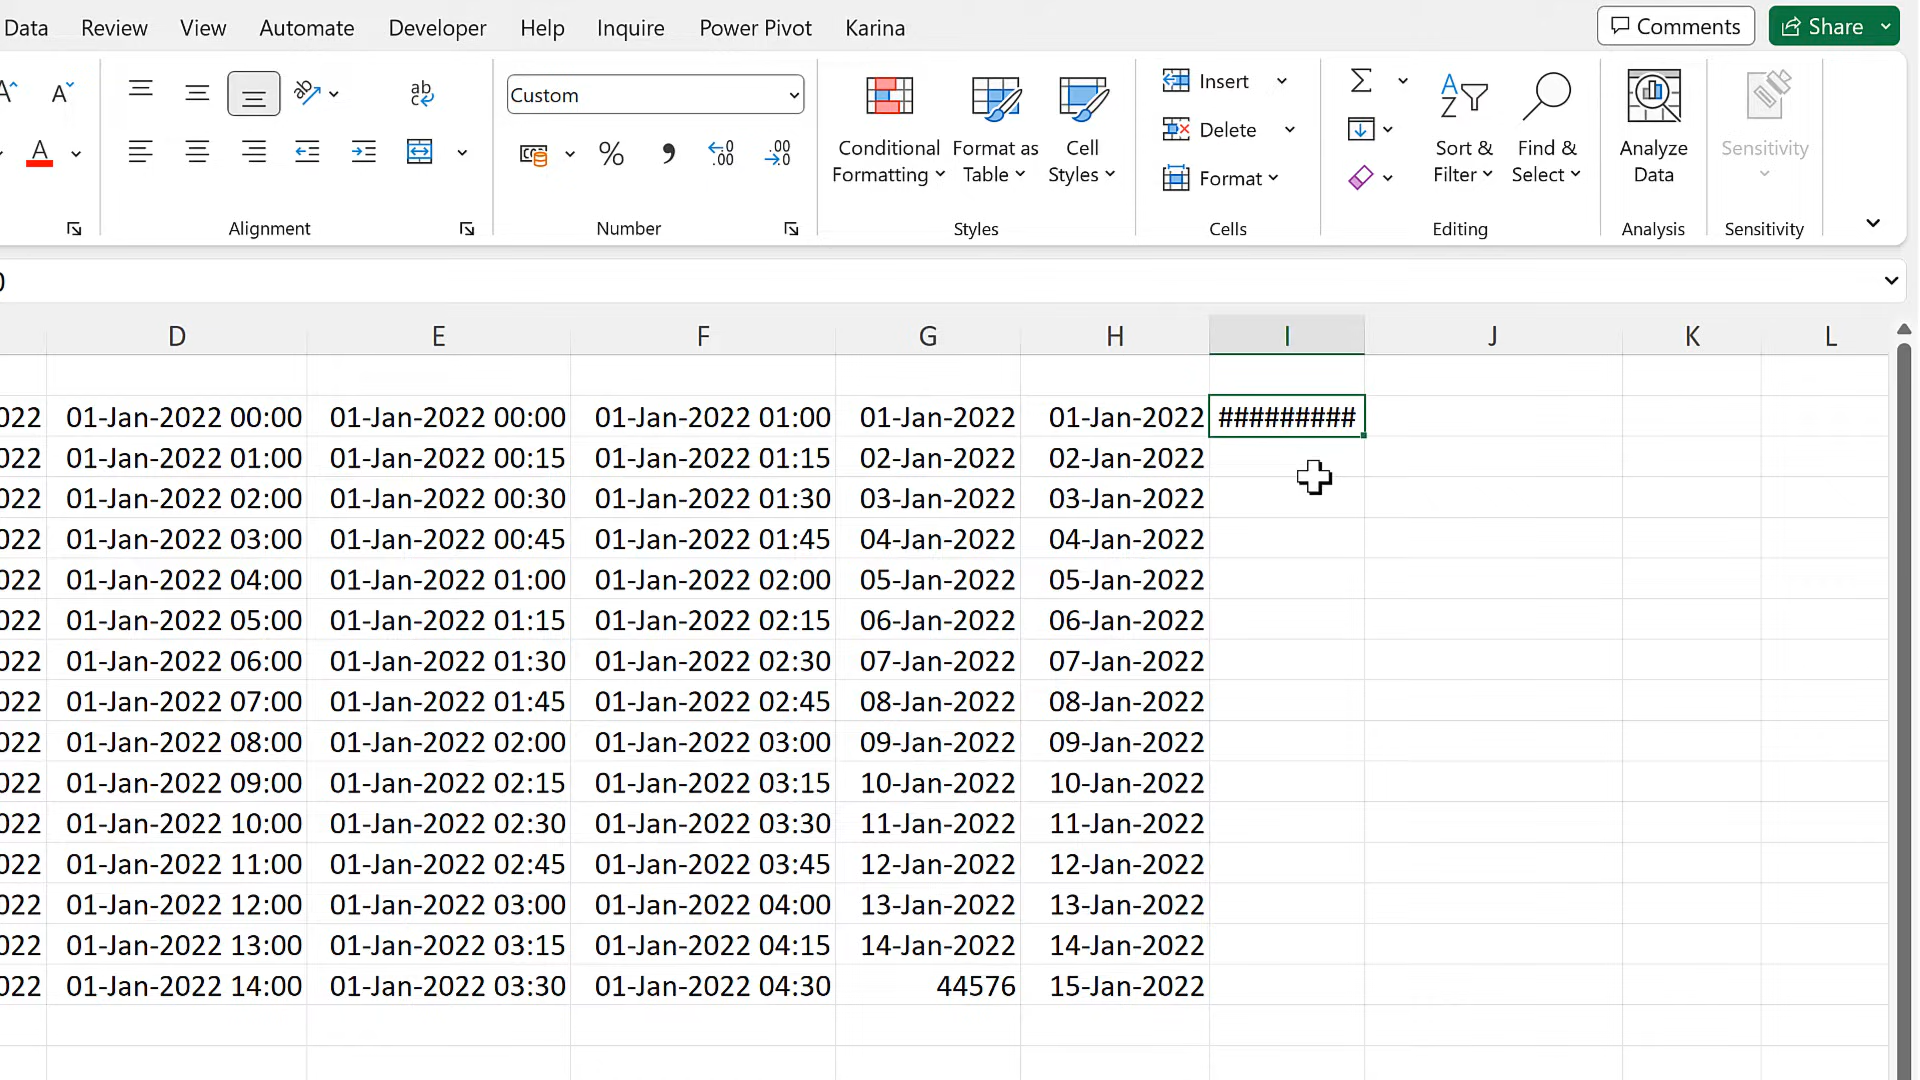 Data Review View Automate Developer Help Inquire Power Pivot Karina Comments Share
Custom
Conditional Formatting
Format as Table
Cell Styles
Insert
Delete
Format
Sort & Filter
Find & Select
Analyze Data
Sensitivity
Alignment Number Styles Cells Editing Analysis Sensitivity
0
D E F G H I J K L
022 01-Jan-2022 00:00 01-Jan-2022 00:00 01-Jan-2022 01:00 01-Jan-2022 01-Jan-2022 #########
022 01-Jan-2022 01:00 01-Jan-2022 00:15 01-Jan-2022 01:15 02-Jan-2022 02-Jan-2022
022 01-Jan-2022 02:00 01-Jan-2022 00:30 01-Jan-2022 01:30 03-Jan-2022 03-Jan-2022
022 01-Jan-2022 03:00 01-Jan-2022 00:45 01-Jan-2022 01:45 04-Jan-2022 04-Jan-2022
022 01-Jan-2022 04:00 01-Jan-2022 01:00 01-Jan-2022 02:00 05-Jan-2022 05-Jan-2022
022 01-Jan-2022 05:00 01-Jan-2022 01:15 01-Jan-2022 02:15 06-Jan-2022 06-Jan-2022
022 01-Jan-2022 06:00 01-Jan-2022 01:30 01-Jan-2022 02:30 07-Jan-2022 07-Jan-2022
022 01-Jan-2022 07:00 01-Jan-2022 01:45 01-Jan-2022 02:45 08-Jan-2022 08-Jan-2022
022 01-Jan-2022 08:00 01-Jan-2022 02:00 01-Jan-2022 03:00 09-Jan-2022 09-Jan-2022
022 01-Jan-2022 09:00 01-Jan-2022 02:15 01-Jan-2022 03:15 10-Jan-2022 10-Jan-2022
022 01-Jan-2022 10:00 01-Jan-2022 02:30 01-Jan-2022 03:30 11-Jan-2022 11-Jan-2022
022 01-Jan-2022 11:00 01-Jan-2022 02:45 01-Jan-2022 03:45 12-Jan-2022 12-Jan-2022
022 01-Jan-2022 12:00 01-Jan-2022 03:00 01-Jan-2022 04:00 13-Jan-2022 13-Jan-2022
022 01-Jan-2022 13:00 01-Jan-2022 03:15 01-Jan-2022 04:15 14-Jan-2022 14-Jan-2022
022 01-Jan-2022 14:00 01-Jan-2022 03:30 01-Jan-2022 04:30 44576 15-Jan-2022